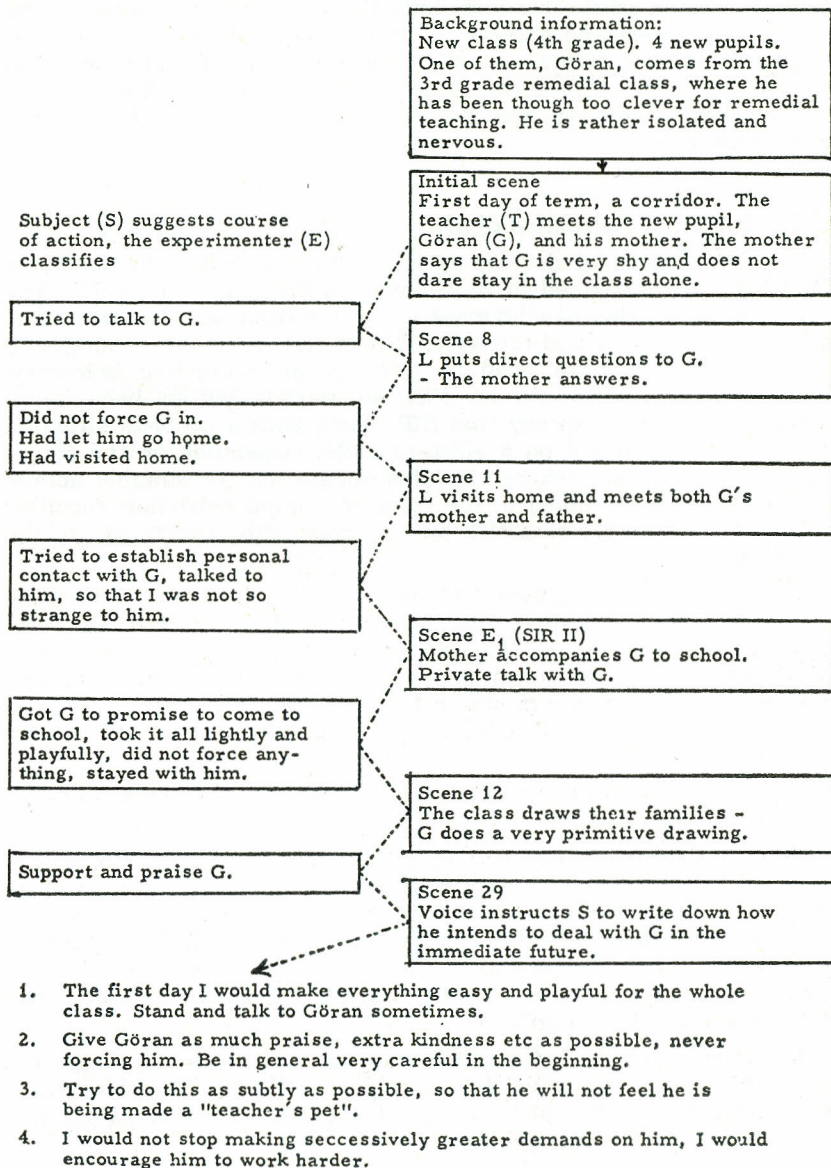 Background information:
New class (4th grade). 4 new pupils.
One of them, Göran, comes from the
3rd grade remedial class, where he
has been though too clever for remedial
teaching. He is rather isolated and
nervous.
Initial scene
First day of term, a corridor. The
teacher (T) meets the new pupil,
Göran (G), and his mother. The mother
says that G is very shy and does not
dare stay in the class alone.
Subject (S) suggests course
of action, the experimenter (E)
classifies
Tried to talk to G.
Scene 8
L puts direct questions to G.
- The mother answers.
Did not force G in.
Had let him go home.
Had visited home.
Scene 11
L visits home and meets both G's
mother and father.
Tried to establish personal
contact with G, talked to
him, so that I was not so
strange to him.
Scene E1 (SIR II)
Mother accompanies G to school.
Private talk with G.
Got G to promise to come to
school, took it all lightly and
playfully, did not force any-
thing, stayed with him.
Scene 12
The class draws their families -
G does a very primitive drawing.
Support and praise G.
Scene 29
Voice instructs S to write down how
he intends to deal with G in the
immediate future.
1. The first day I would make everything easy and playful for the whole
class. Stand and talk to Göran sometimes.
2. Give Göran as much praise, extra kindness etc as possible, never
forcing him. Be in general very careful in the beginning.
3. Try to do this as subtly as possible, so that he will not feel he is
being made a "teacher's pet".
4. I would not stop making seccessively greater demands on him, I would
encourage him to work harder.